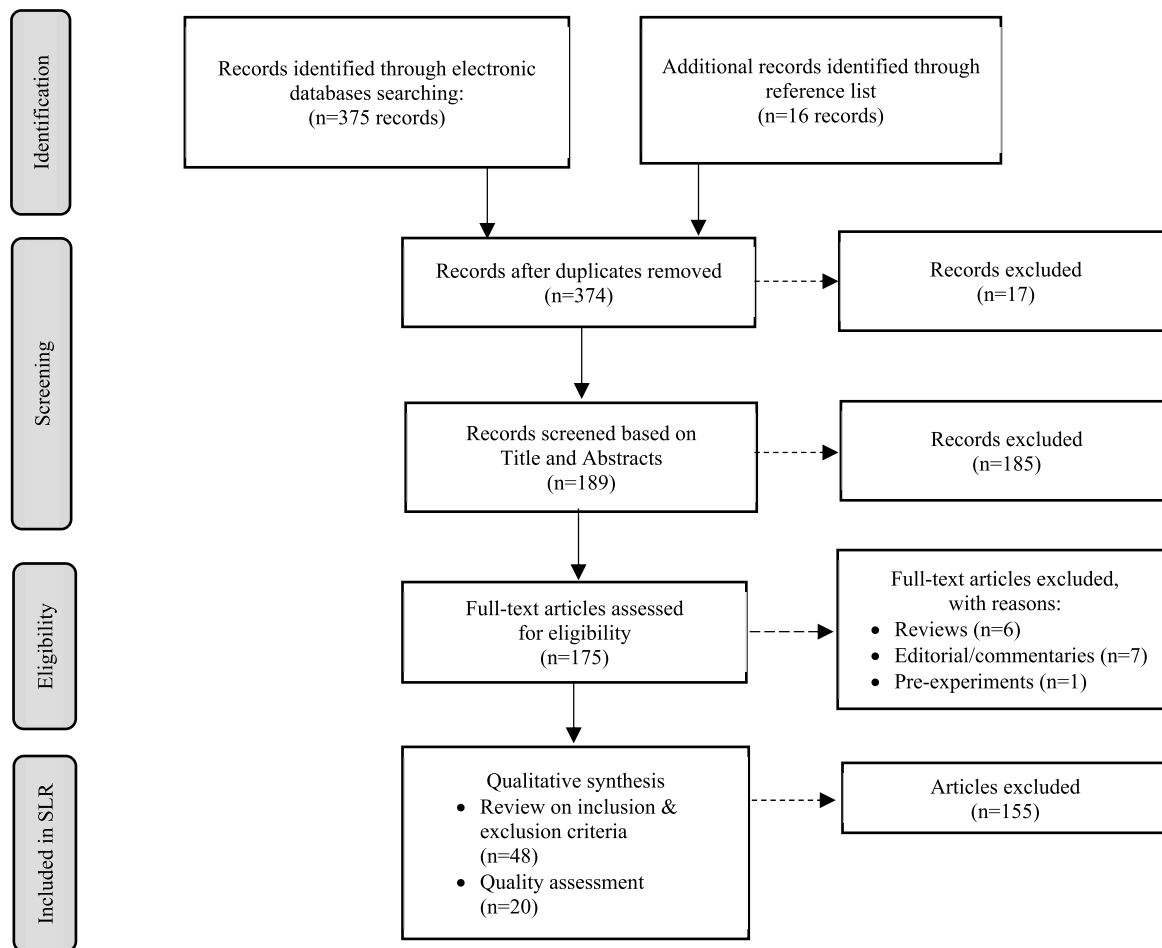 Identification
Records identified through electronic
databases searching:
(n=375 records)
Additional records identified through
reference list
(n=16 records)
Screening
Records after duplicates removed
(n=374)
Records excluded
(n=17)
Records screened based on
Title and Abstracts
(n=189)
Records excluded
(n=185)
Eligibility
Full-text articles assessed
for eligibility
(n=175)
Full-text articles excluded,
with reasons:
• Reviews (n=6)
• Editorial/commentaries (n=7)
• Pre-experiments (n=1)
Included in SLR
Qualitative synthesis
• Review on inclusion &
exclusion criteria
(n=48)
• Quality assessment
(n=20)
Articles excluded
(n=155)